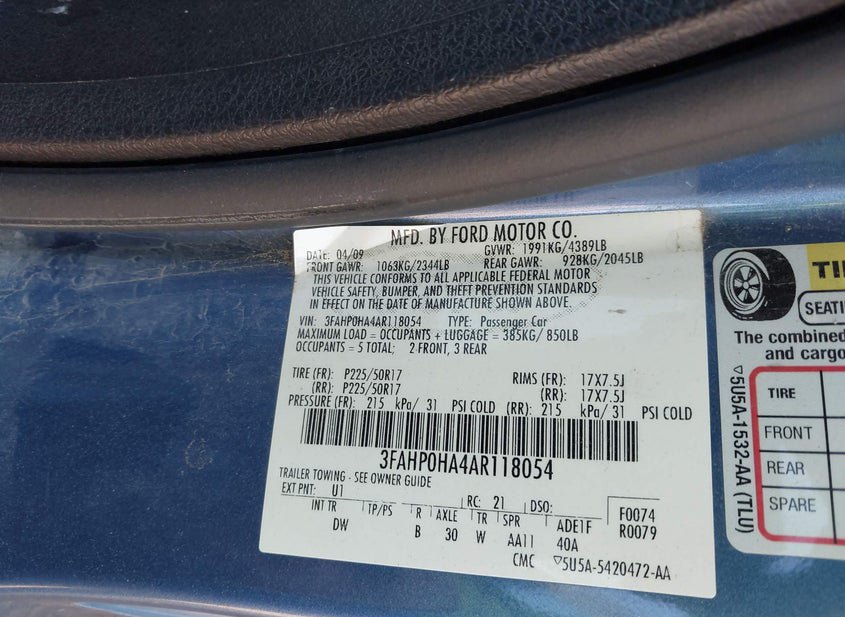 MFD. BY FORD MOTOR CO.
DATE: 04/09 GVWR: 1991KG/4389LB
FRONT GAWR: 1063KG/2344LB REAR GAWR: 928KG/2045LB
THIS VEHICLE CONFORMS TO ALL APPLICABLE FEDERAL MOTOR
VEHICLE SAFETY, BUMPER, AND THEFT PREVENTION STANDARDS
IN EFFECT ON THE DATE OF MANUFACTURE SHOWN ABOVE.
VIN: 3FAHP0HA4AR118054 TYPE: Passenger Car
MAXIMUM LOAD = OCCUPANTS + LUGGAGE = 385KG/ 850LB
OCCUPANTS = 5 TOTAL; 2 FRONT, 3 REAR
TIRE (FR): P225/50R17 RIMS (FR): 17X7.5J
(RR): P225/50R17 (RR): 17X7.5J
PRESSURE (FR): 215 kPa/ 31 PSI COLD (RR): 215 kPa/ 31 PSI COLD
3FAHP0HA4AR118054
TRAILER TOWING - SEE OWNER GUIDE
EXT PNT: U1 RC: 21 DSO:
INT TR TP/PS R AXLE TR SPR ADE1F F0074
DW B 30 W AA11 40A R0079
CMC ▽5U5A-5420472-AA
TI
SEATI
The combined
and cargo
TIRE
FRONT
REAR
SPARE
▽5U5A-1532-AA (TLU)